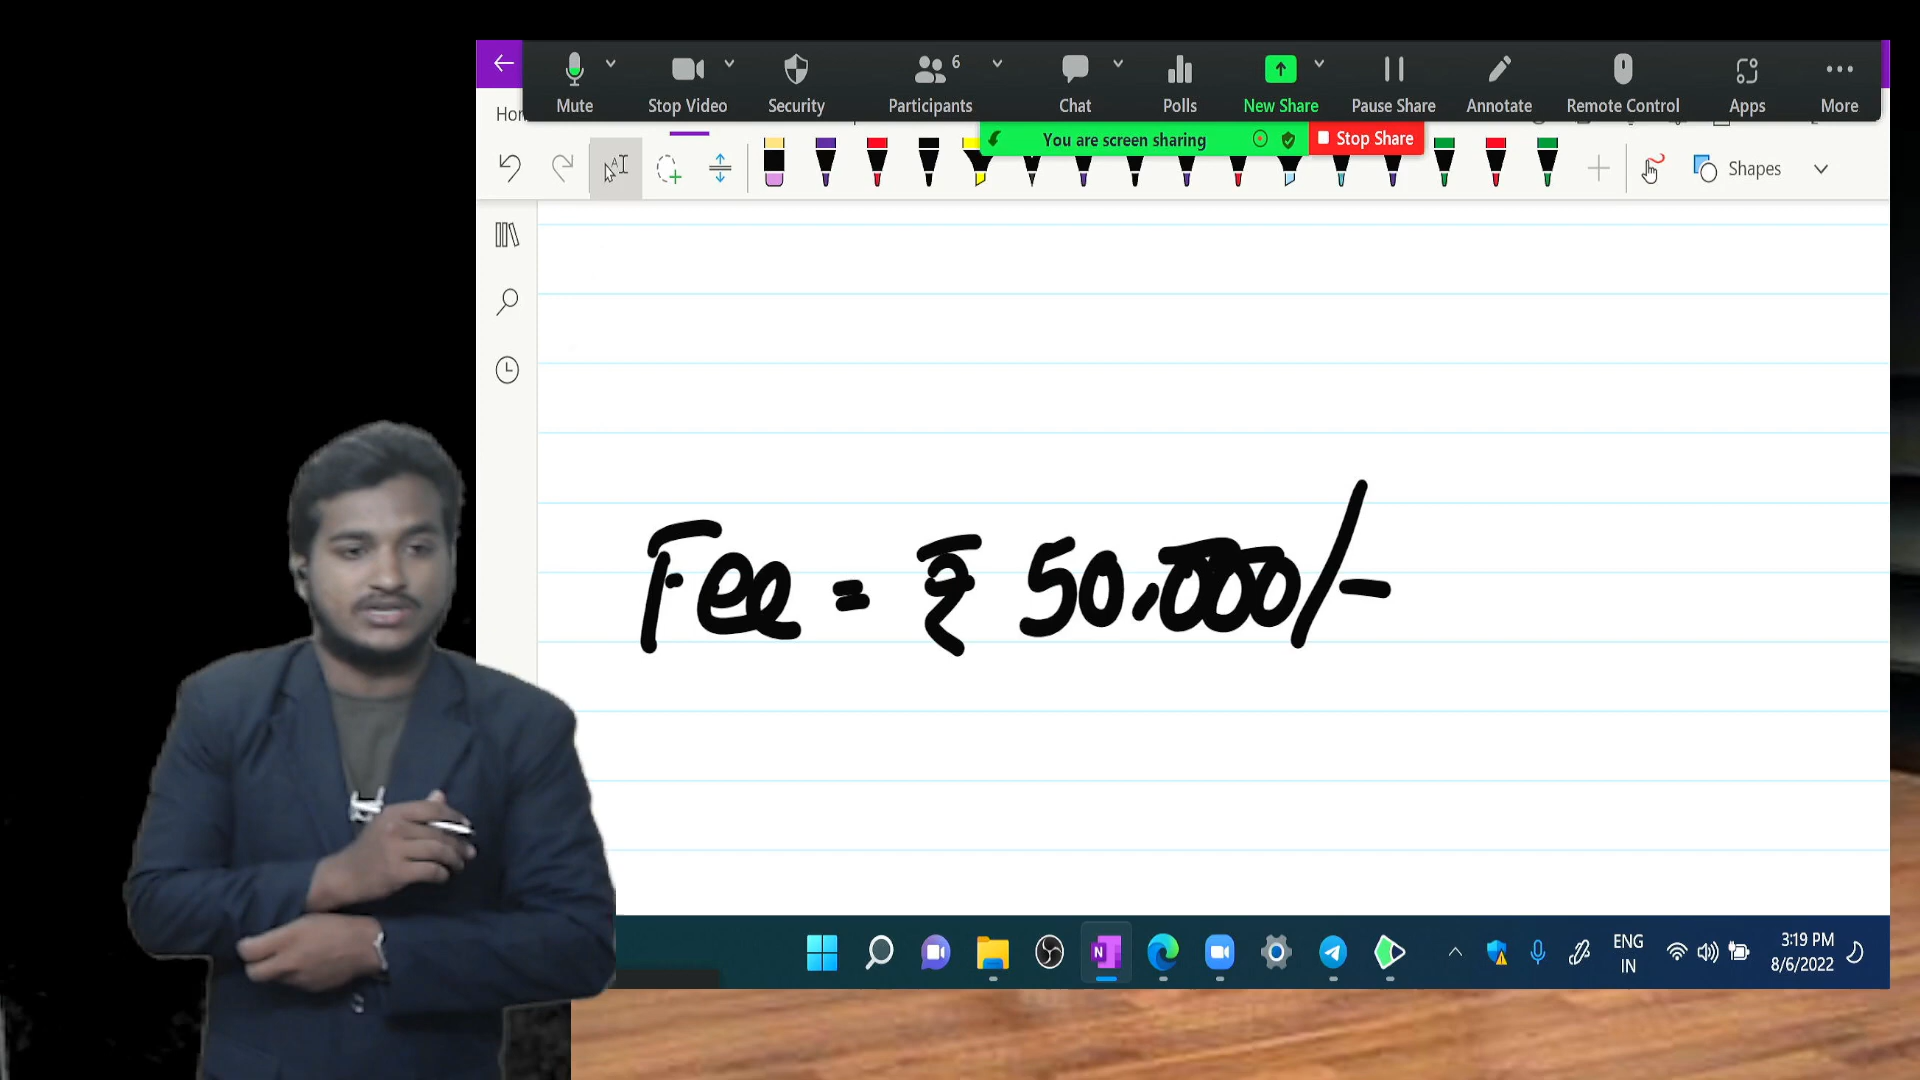 Mute
Stop Video
Security
Participants 6
Chat
Polls
New Share
Pause Share
Annotate
Remote Control
Apps
More
You are screen sharing
Stop Share
Shapes
Fee = ₹ 50,000/-
ENG
IN
3:19 PM
8/6/2022